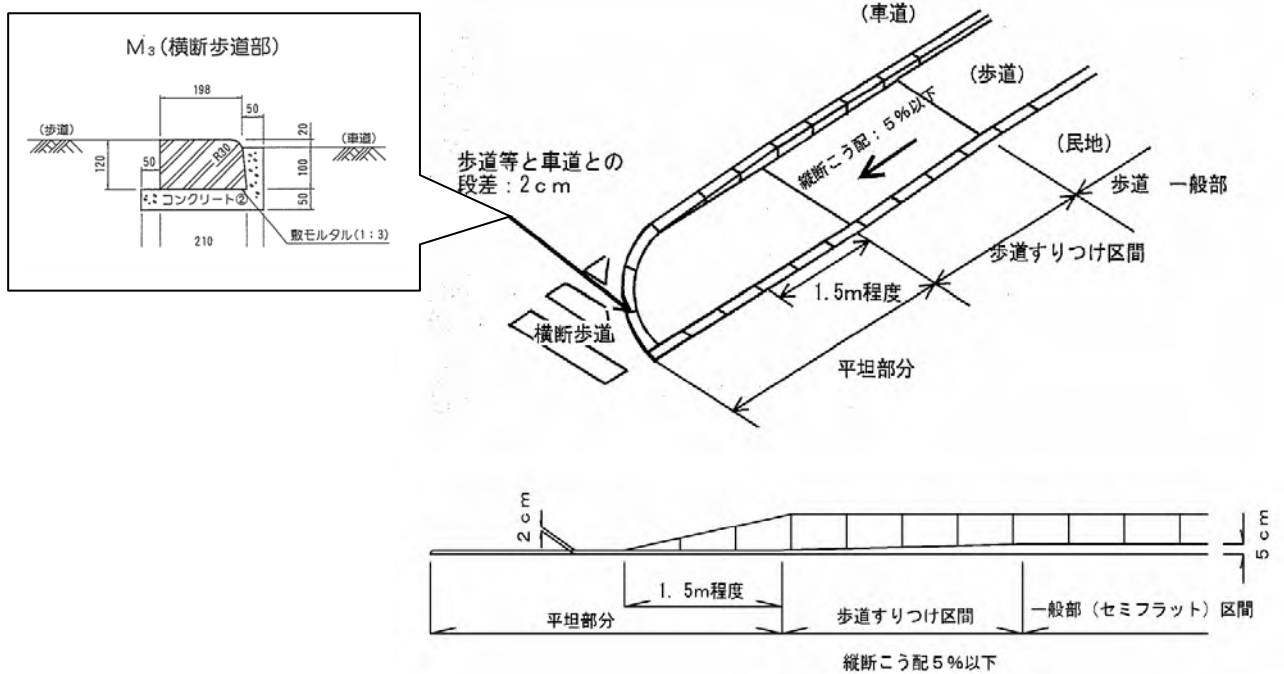 M₃(横断歩道部)
198
50
(歩道)
(車道)
20
120
50
R30
100
コンクリート②
50
210
敷モルタル(1:3)
(車道)
(歩道)
縦断こう配:5%以下
(民地)
歩道 一般部
歩道等と車道との
段差:2cm
歩道すりつけ区間
1.5m程度
横断歩道
平坦部分
2cm
5cm
1.5m程度
平坦部分
歩道すりつけ区間
一般部(セミフラット)区間
縦断こう配5%以下